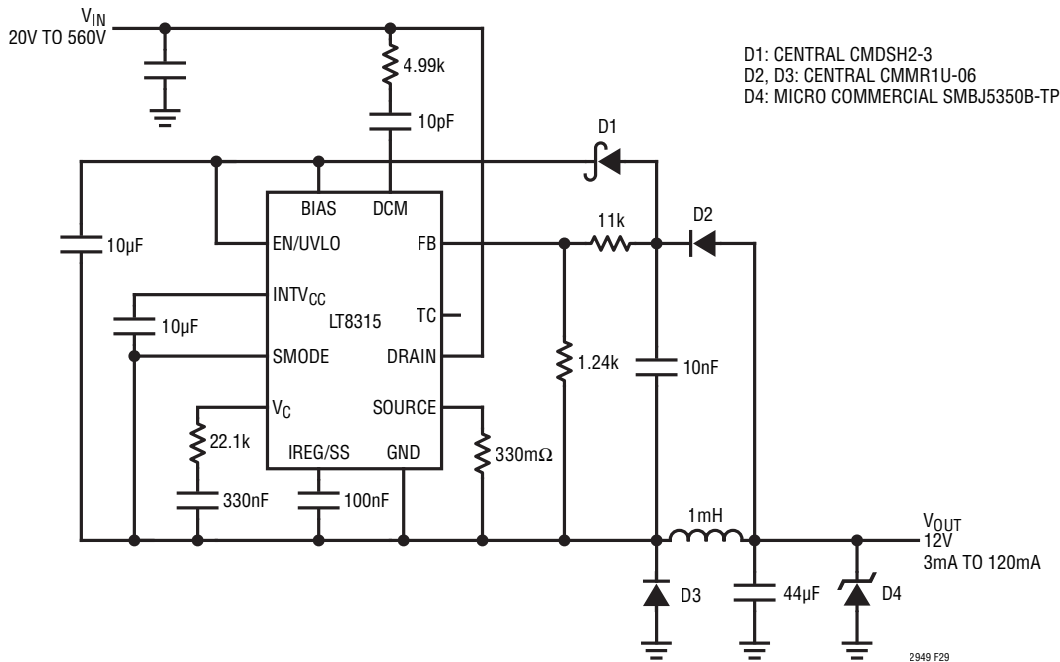 VIN
20V TO 560V
4.99k
10pF
D1: CENTRAL CMDSH2-3
D2, D3: CENTRAL CMMR1U-06
D4: MICRO COMMERCIAL SMBJ5350B-TP
D1
BIAS
DCM
D2
11k
10µF
EN/UVLO
FB
INTVCC
10µF
LT8315
TC
SMODE
DRAIN
1.24k
10nF
VC
SOURCE
22.1k
IREG/SS
GND
330mΩ
330nF
100nF
1mH
VOUT
12V
3mA TO 120mA
D3
44µF
D4
2949 F29